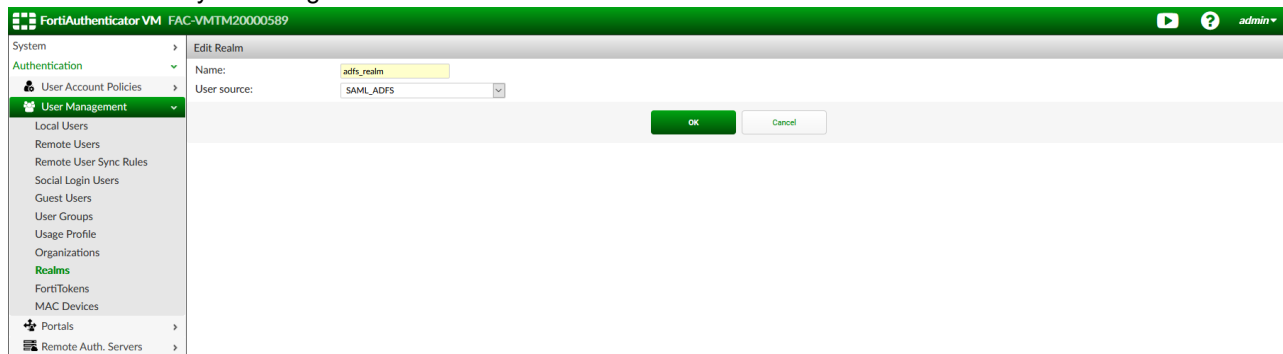 FortiAuthenticator VM FAC-VMTM20000589 admin
System
Authentication
User Account Policies
User Management
Local Users
Remote Users
Remote User Sync Rules
Social Login Users
Guest Users
User Groups
Usage Profile
Organizations
Realms
FortiTokens
MAC Devices
Portals
Remote Auth. Servers
Edit Realm
Name: adfs_realm
User source: SAML_ADFS
OK Cancel